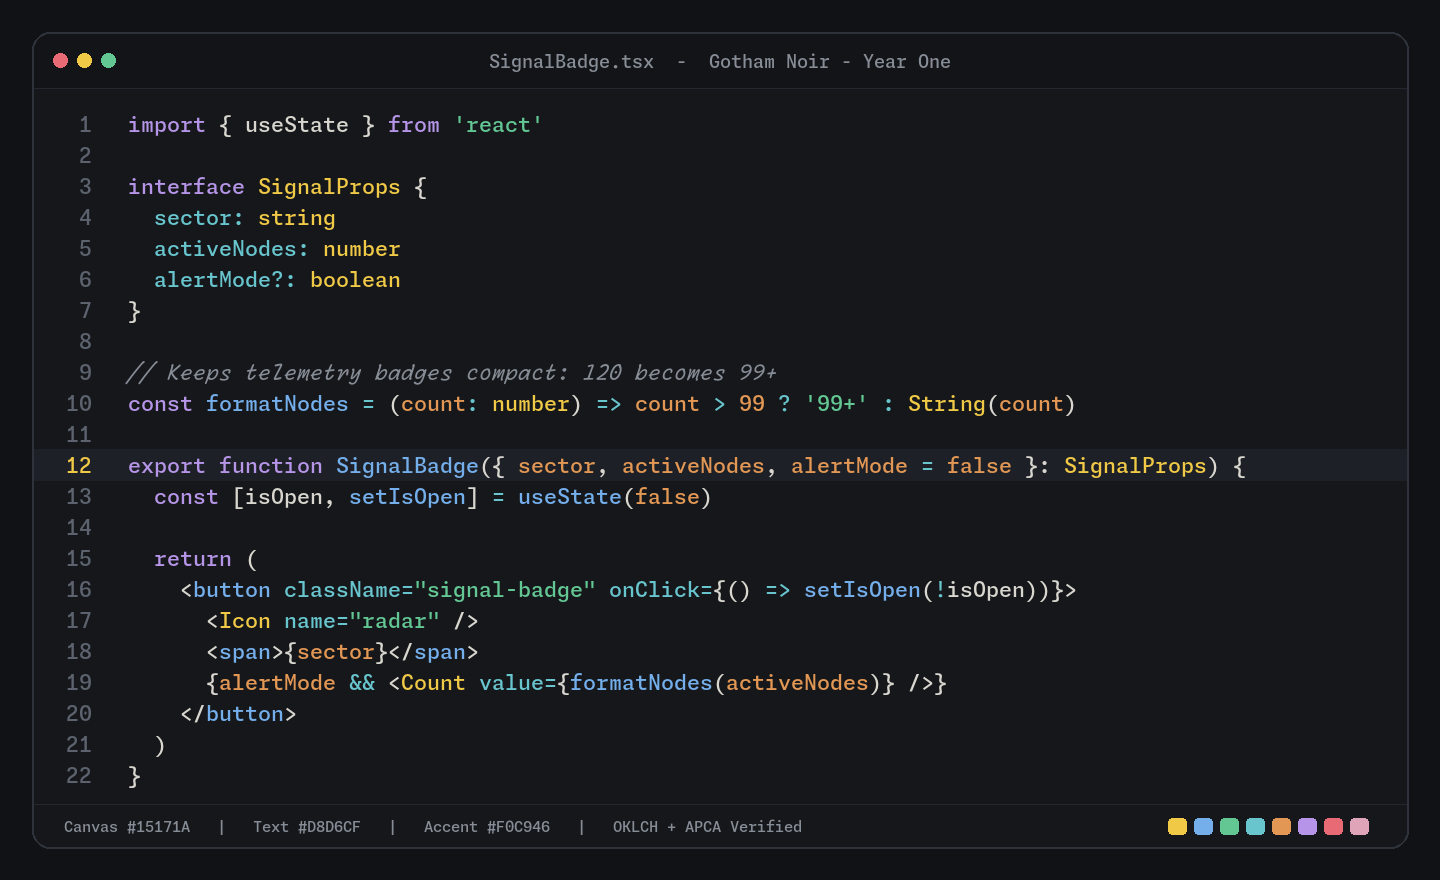 SignalBadge.tsx - Gotham Noir - Year One
1 import { useState } from 'react'
2
3 interface SignalProps {
4   sector: string
5   activeNodes: number
6   alertMode?: boolean
7 }
8
9 // Keeps telemetry badges compact: 120 becomes 99+
10 const formatNodes = (count: number) => count > 99 ? '99+' : String(count)
11
12 export function SignalBadge({ sector, activeNodes, alertMode = false }: SignalProps) {
13   const [isOpen, setIsOpen] = useState(false)
14
15   return (
16     <button className="signal-badge" onClick={() => setIsOpen(!isOpen))}>
17       <Icon name="radar" />
18       <span>{sector}</span>
19       {alertMode && <Count value={formatNodes(activeNodes)} />}
20     </button>
21   )
22 }
Canvas #15171A | Text #D8D6CF | Accent #F0C946 | OKLCH + APCA Verified